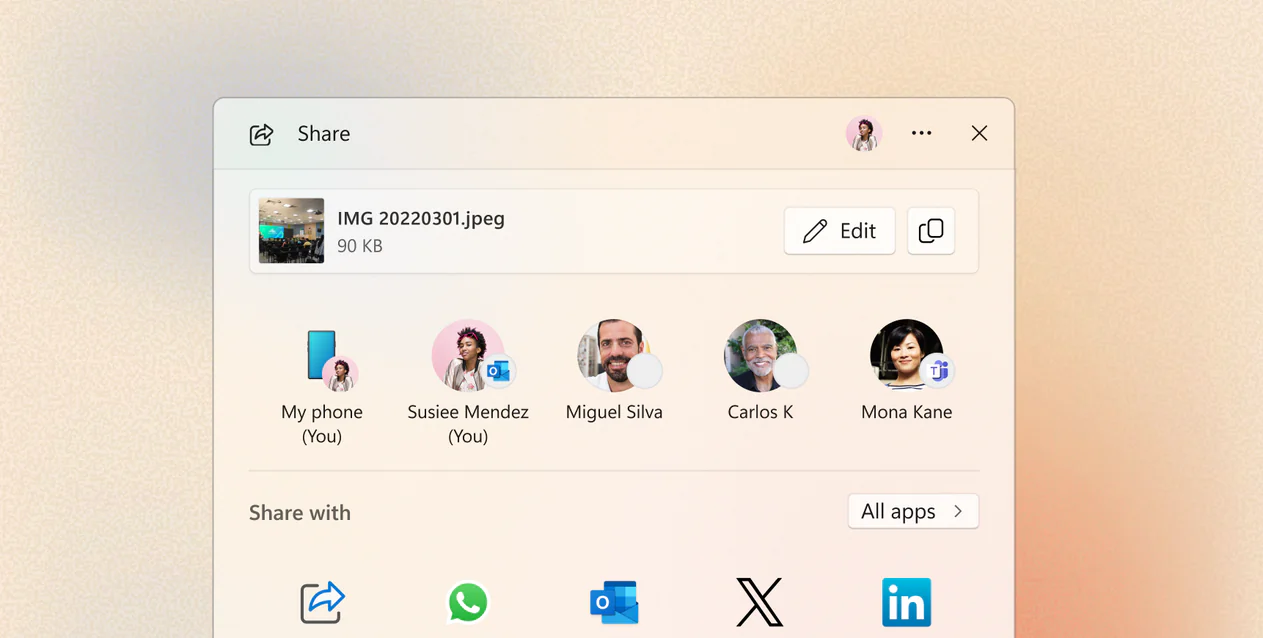 Share
IMG 20220301.jpeg
90 KB
Edit
My phone
(You)
Susiee Mendez
(You)
Miguel Silva
Carlos K
Mona Kane
Share with
All apps